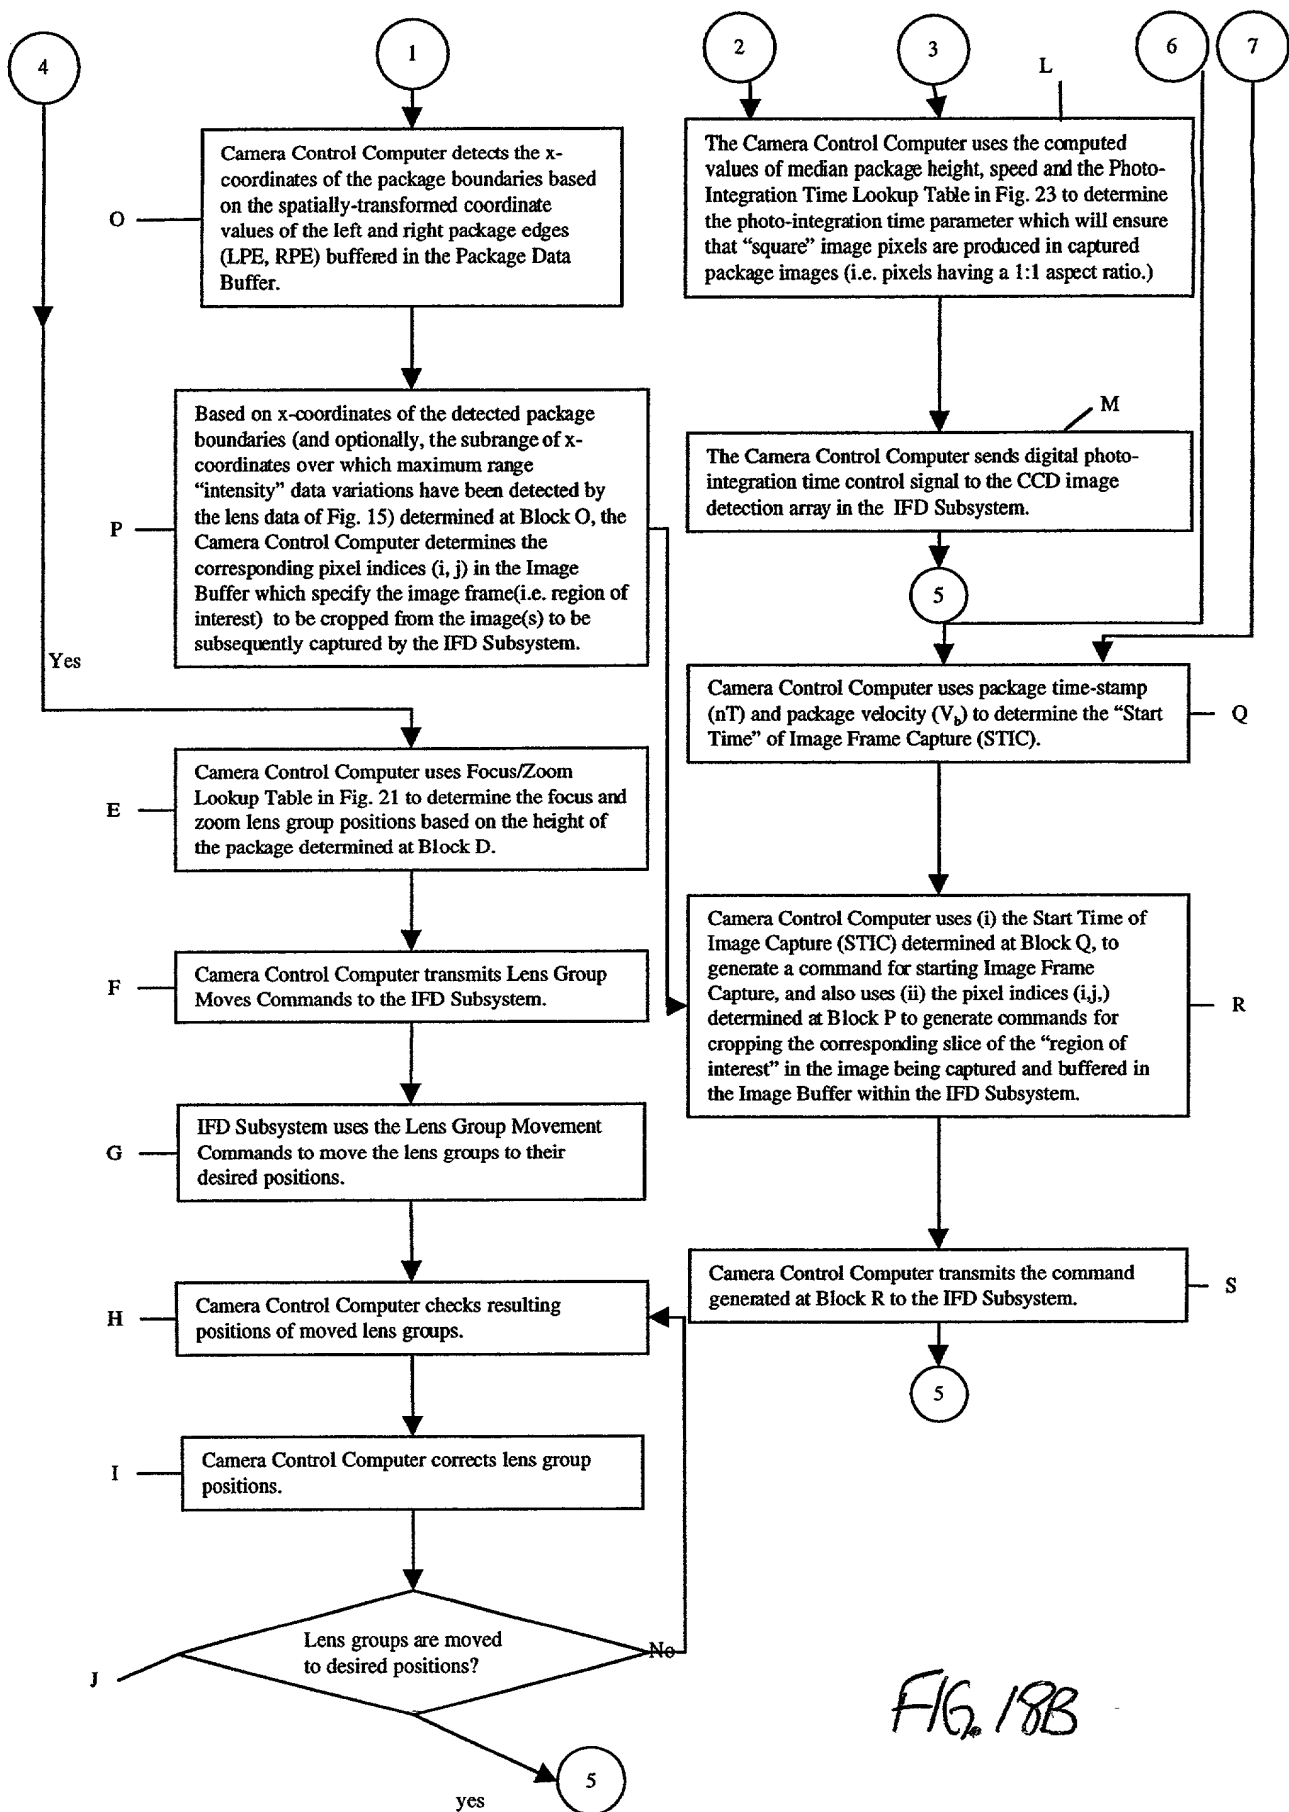 4
1
2
3
6
7
L
Camera Control Computer detects the x-
coordinates of the package boundaries based
on the spatially-transformed coordinate
values of the left and right package edges
(LPE, RPE) buffered in the Package Data
Buffer.
O
The Camera Control Computer uses the computed
values of median package height, speed and the Photo-
Integration Time Lookup Table in Fig. 23 to determine
the photo-integration time parameter which will ensure
that “square” image pixels are produced in captured
package images (i.e. pixels having a 1:1 aspect ratio.)
Based on x-coordinates of the detected package
boundaries (and optionally, the subrange of x-
coordinates over which maximum range
“intensity” data variations have been detected by
the lens data of Fig. 15) determined at Block O, the
Camera Control Computer determines the
corresponding pixel indices (i, j) in the Image
Buffer which specify the image frame(i.e. region of
interest) to be cropped from the image(s) to be
subsequently captured by the IFD Subsystem.
P
M
The Camera Control Computer sends digital photo-
integration time control signal to the CCD image
detection array in the IFD Subsystem.
5
Yes
Camera Control Computer uses package time-stamp
(nT) and package velocity (Vb) to determine the “Start
Time” of Image Frame Capture (STIC).
Q
Camera Control Computer uses Focus/Zoom
Lookup Table in Fig. 21 to determine the focus and
zoom lens group positions based on the height of
the package determined at Block D.
E
Camera Control Computer transmits Lens Group
Moves Commands to the IFD Subsystem.
F
Camera Control Computer uses (i) the Start Time of
Image Capture (STIC) determined at Block Q, to
generate a command for starting Image Frame
Capture, and also uses (ii) the pixel indices (i,j,)
determined at Block P to generate commands for
cropping the corresponding slice of the “region of
interest” in the image being captured and buffered in
the Image Buffer within the IFD Subsystem.
R
IFD Subsystem uses the Lens Group Movement
Commands to move the lens groups to their
desired positions.
G
Camera Control Computer checks resulting
positions of moved lens groups.
H
Camera Control Computer transmits the command
generated at Block R to the IFD Subsystem.
S
5
Camera Control Computer corrects lens group
positions.
I
Lens groups are moved
to desired positions?
No
J
yes
5
FIG. 18B